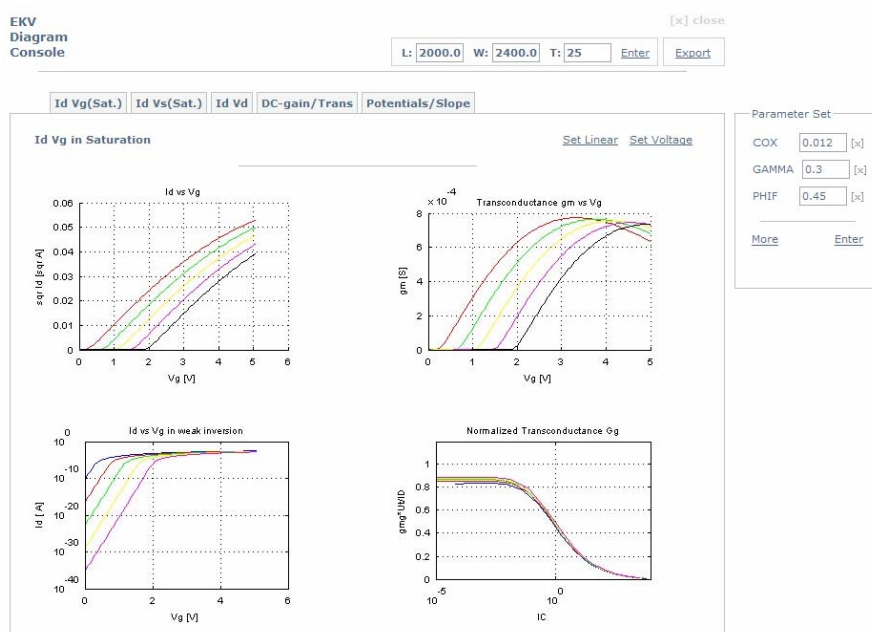 EKV
Diagram
Console
[x] close
L: 2000.0 W: 2400.0 T: 25 Enter Export
Id Vg(Sat.) Id Vs(Sat.) Id Vd DC-gain/Trans Potentials/Slope
Id Vg in Saturation
Set Linear Set Voltage
Id vs Vg
0.06
0.05
0.04
0.03
0.02
0.01
0
sqr Id [sqr A]
0 1 2 3 4 5 6
Vg [V]
× 10 -4
Transconductance gm vs Vg
8
6
4
2
0
gm [S]
0 1 2 3 4 5
Vg [V]
Id vs Vg in weak inversion
10 0
10 -10
10 -20
10 -30
10 -40
Id [ A]
0 2 4 6
Vg [V]
Normalized Transconductance Gg
1
0.8
0.6
0.4
0.2
0
gmg*Ut/ID
10 -5 10 0
IC
Parameter Set
COX 0.012 [x]
GAMMA 0.3 [x]
PHIF 0.45 [x]
More Enter